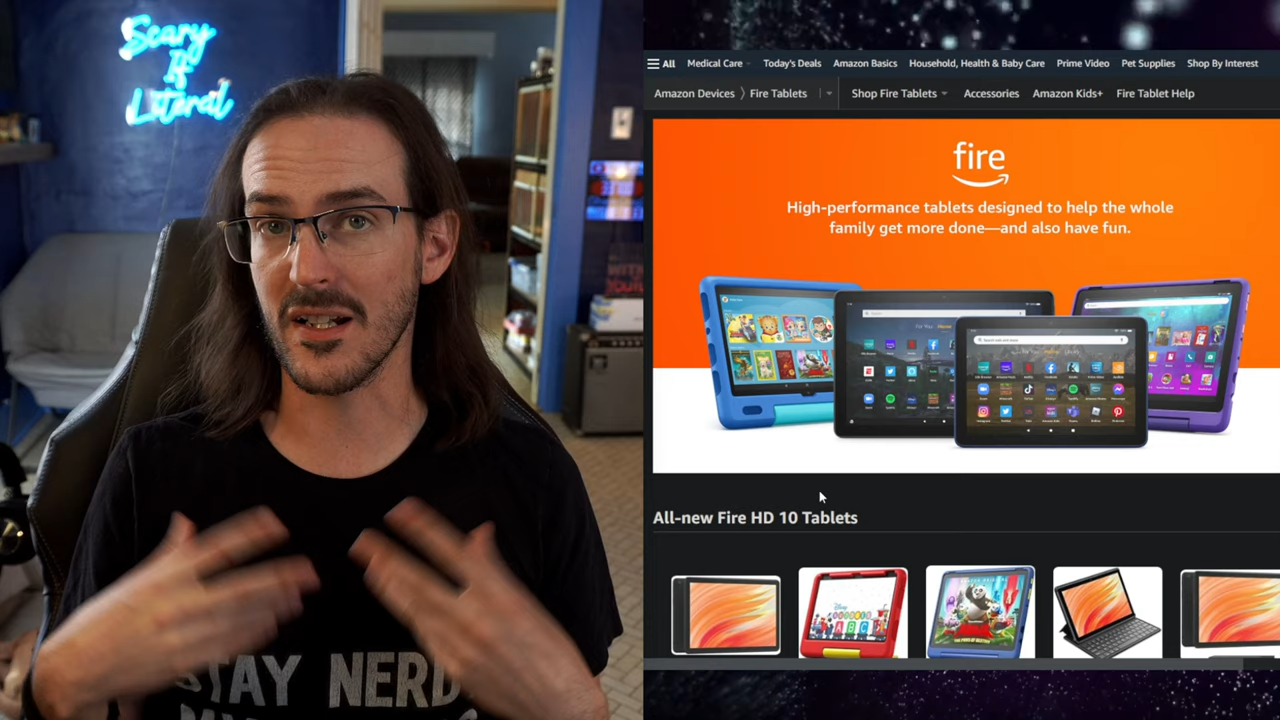 Scary
If
Literal
STAY NERD
All
Medical Care
Today's Deals
Amazon Basics
Household, Health & Baby Care
Prime Video
Pet Supplies
Shop By Interest
Amazon Devices
Fire Tablets
Shop Fire Tablets
Accessories
Amazon Kids+
Fire Tablet Help
fire
High-performance tablets designed to help the whole
family get more done—and also have fun.
All-new Fire HD 10 Tablets
Disney
ABC